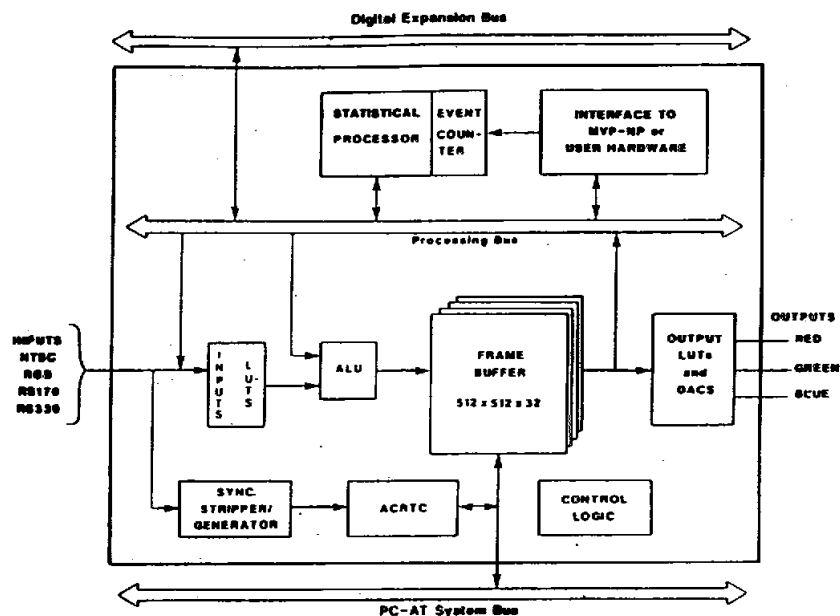 Digital Expansion Bus
STATISTICAL
PROCESSOR
EVENT
COUN-
TER
INTERFACE TO
MVP-NP or
USER HARDWARE
Processing Bus
INPUTS
NTSC
RGB
RS170
RS330
INPUTS
LUTS
ALU
FRAME
BUFFER
512 x 512 x 32
OUTPUT
LUTs
and
DACS
OUTPUTS
RED
GREEN
BLUE
SYNC.
STRIPPER/
GENERATOR
ACRTC
CONTROL
LOGIC
PC-AT System Bus